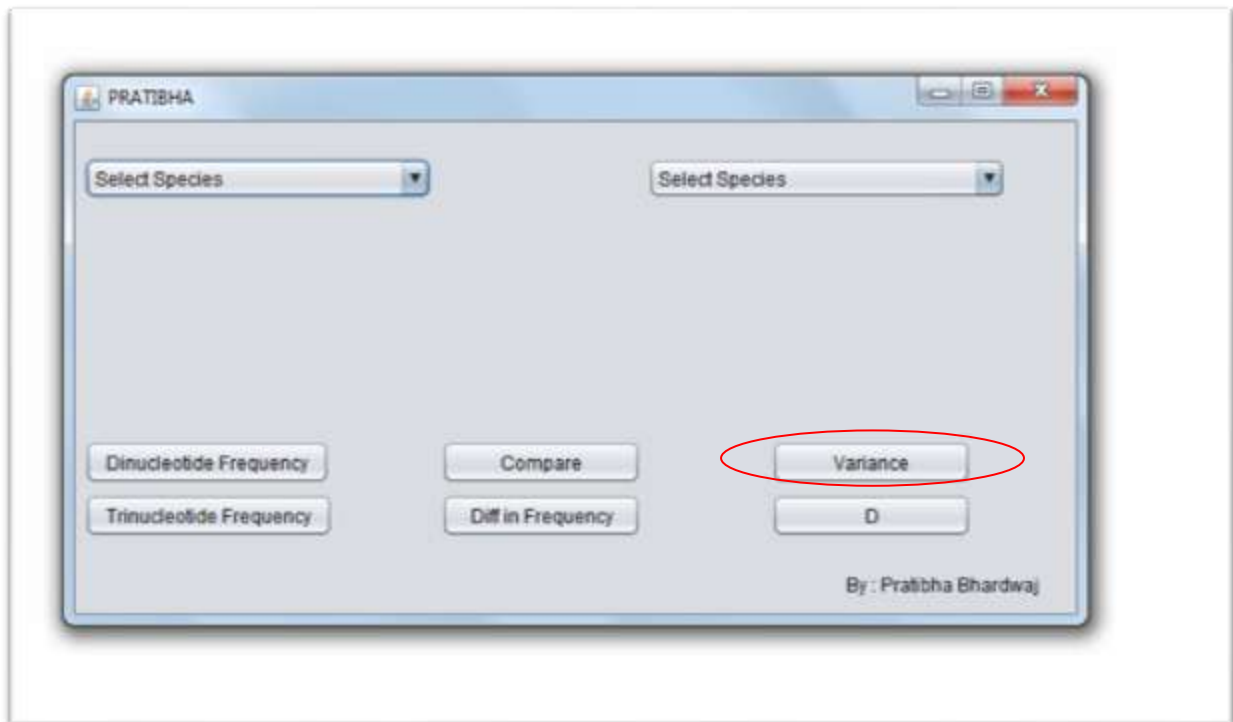 PRATIBHA
Select Species Select Species
Dinucleotide Frequency Compare Variance
Trinucleotide Frequency Diff in Frequency D
By : Pratibha Bhardwaj